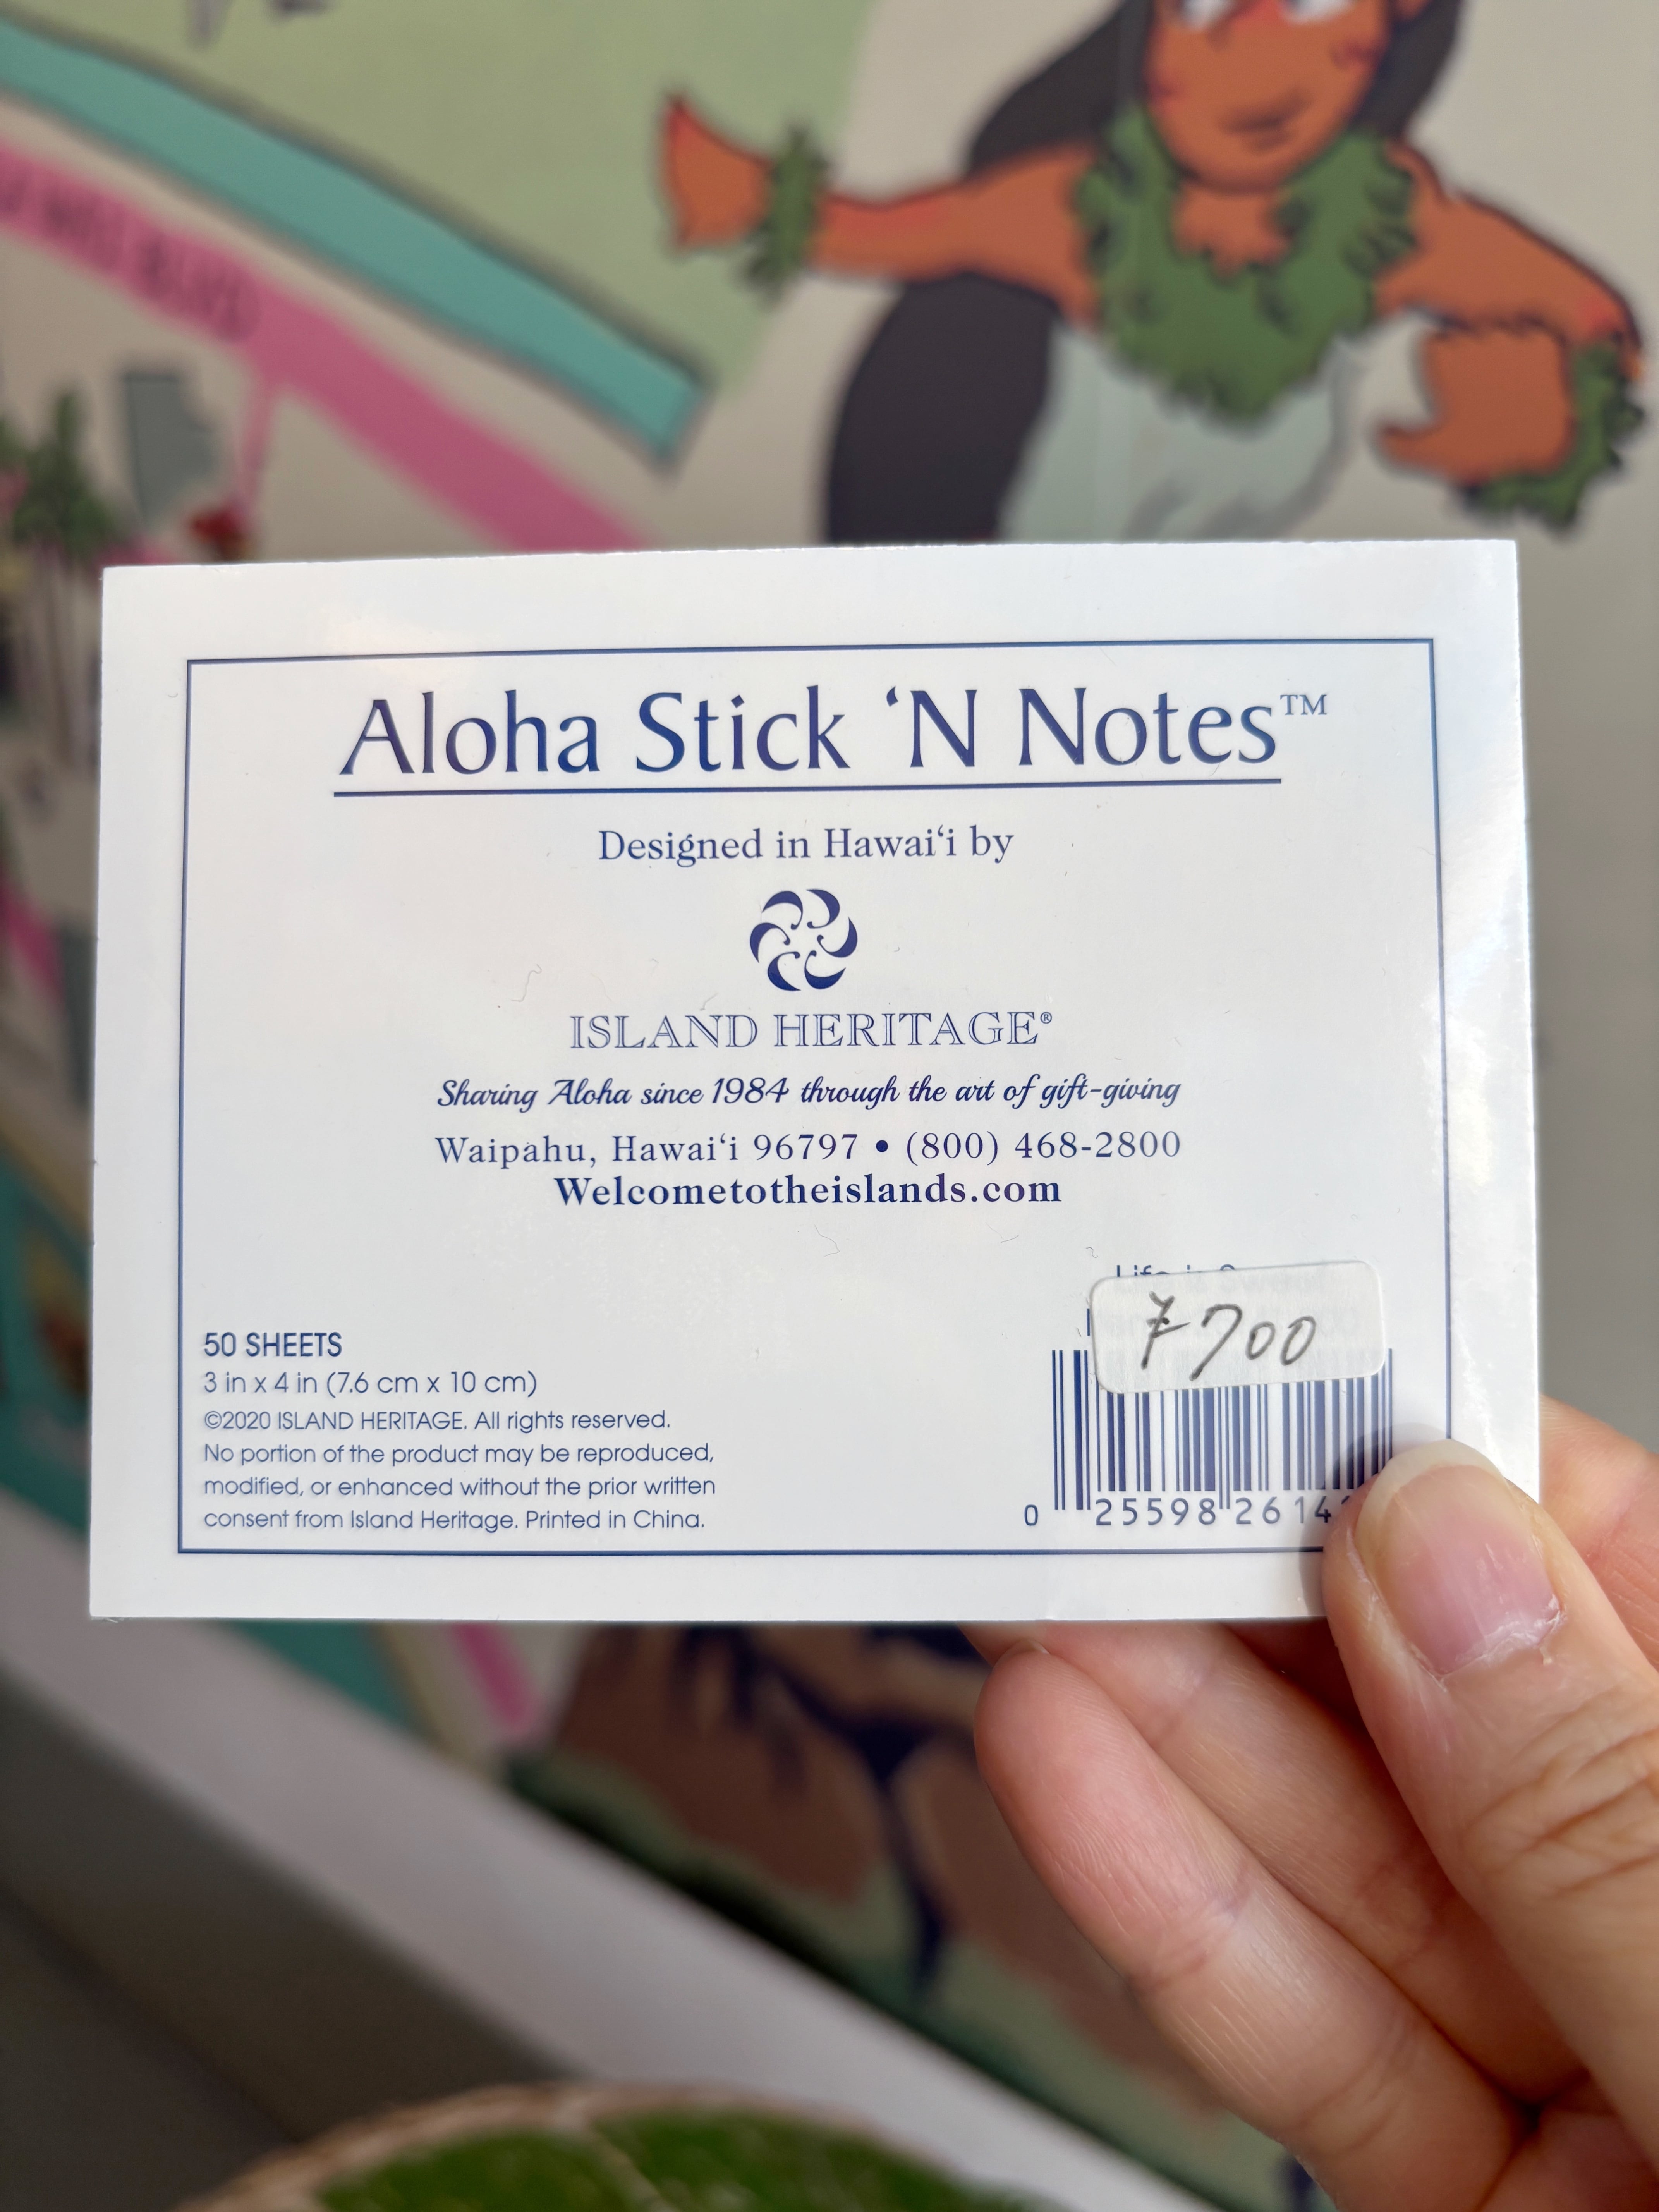 Aloha Stick ‘N Notes™
Designed in Hawai‘i by
ISLAND HERITAGE®
Sharing Aloha since 1984 through the art of gift-giving
Waipahu, Hawai‘i 96797 • (800) 468-2800
Welcometotheislands.com
¥700
50 SHEETS
3 in x 4 in (7.6 cm x 10 cm)
©2020 ISLAND HERITAGE. All rights reserved.
No portion of the product may be reproduced,
modified, or enhanced without the prior written
consent from Island Heritage. Printed in China.
0 25598 2614